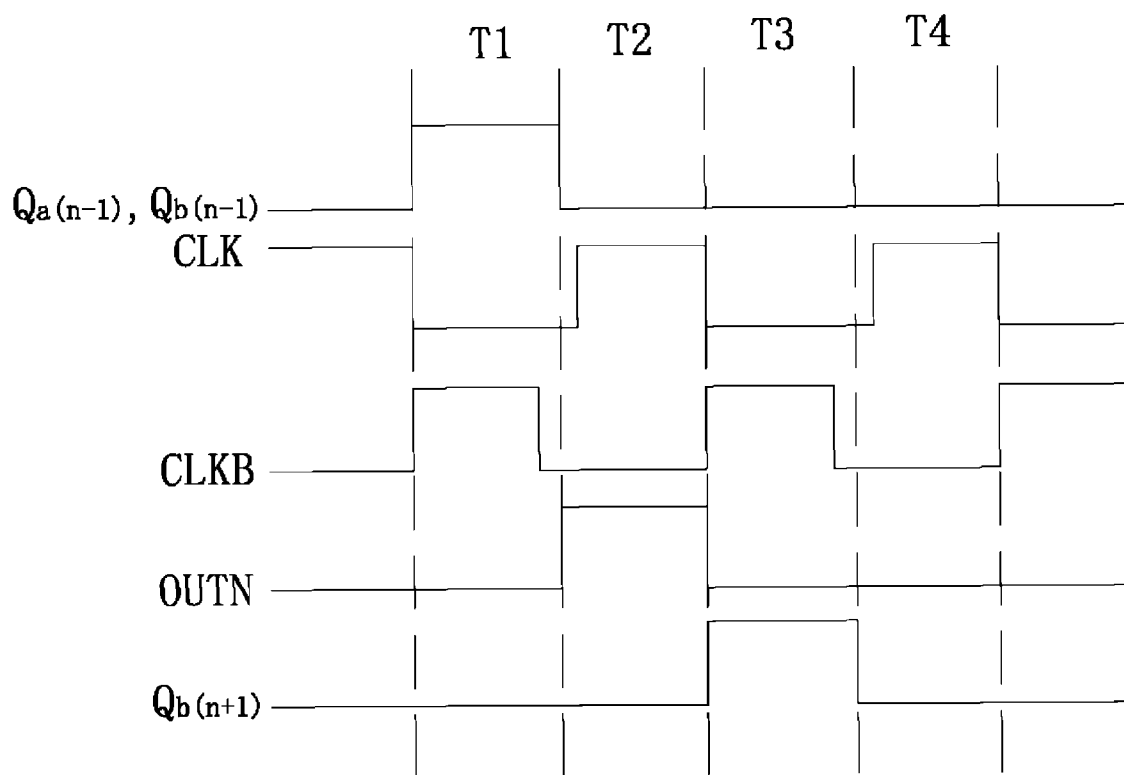 T1 T2 T3 T4
Qa(n-1), Qb(n-1)
CLK
CLKB
OUTN
Qb(n+1)